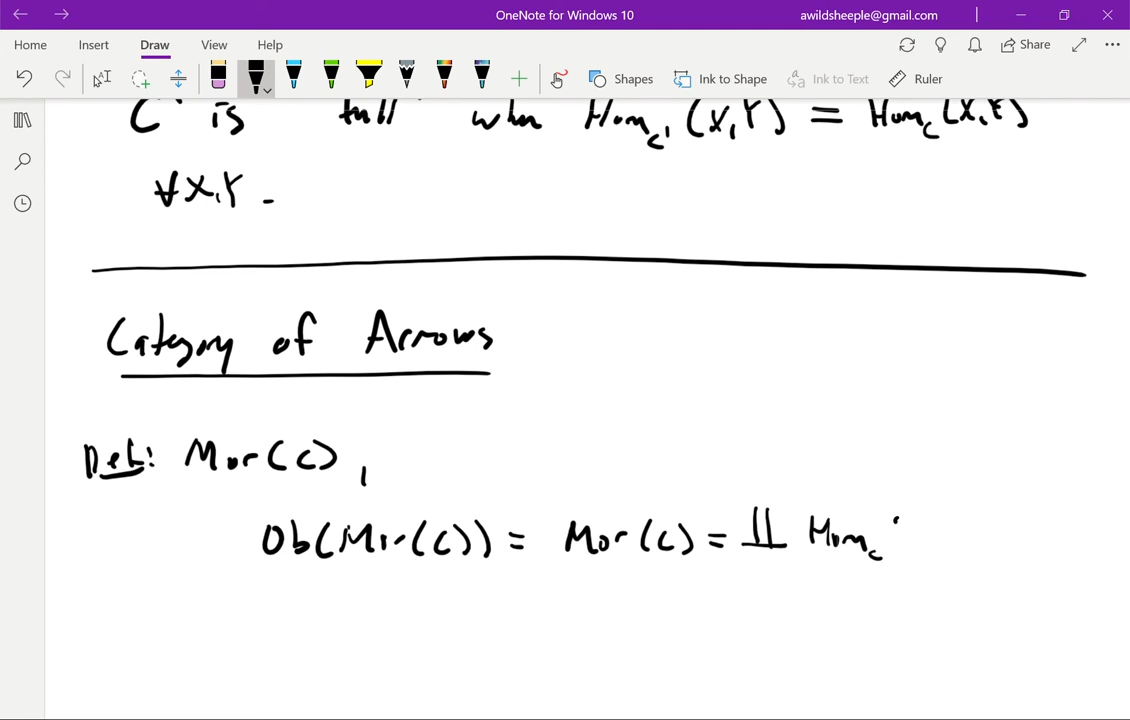 OneNote for Windows 10
awildsheeple@gmail.com
Home Insert Draw View Help
Share
Shapes Ink to Shape Ink to Text Ruler
C' is "full" when Hom_C'(X,Y) = Hom_C(X,Y)
∀X,Y.
Category of Arrows
Def: Mor(C),
Ob(Mor(C)) = Mor(C) = ∐ Hom_C